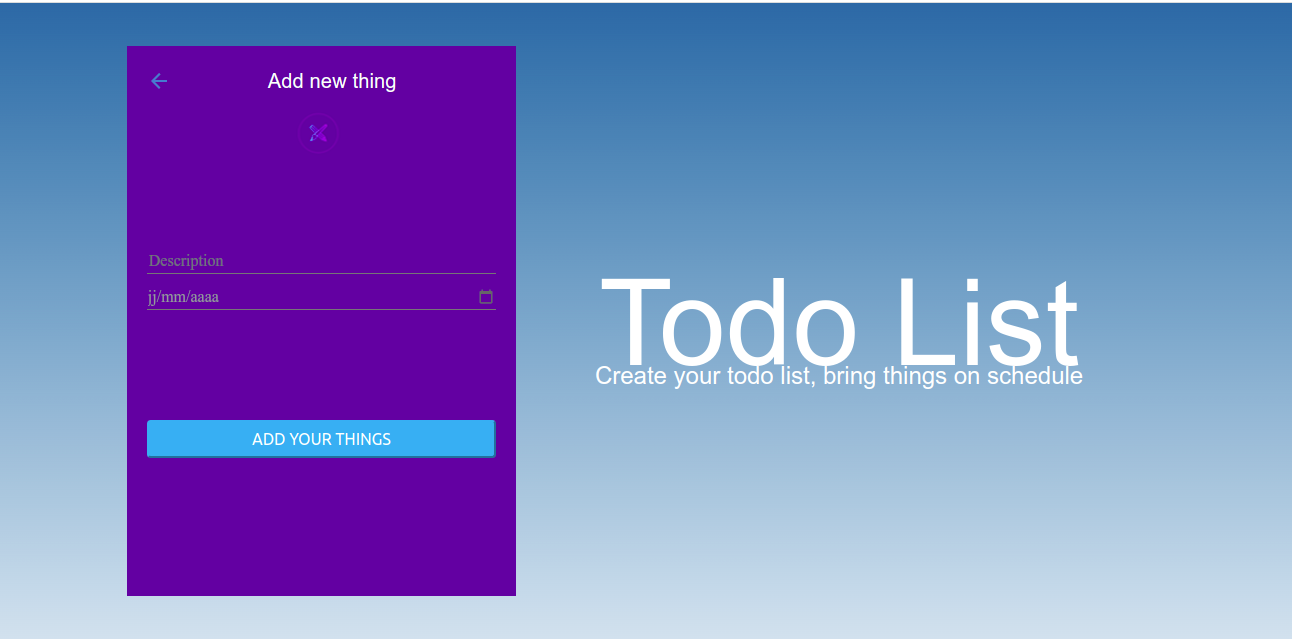 Add new thing
Description
jj/mm/aaaa
ADD YOUR THINGS
Todo List
Create your todo list, bring things on schedule